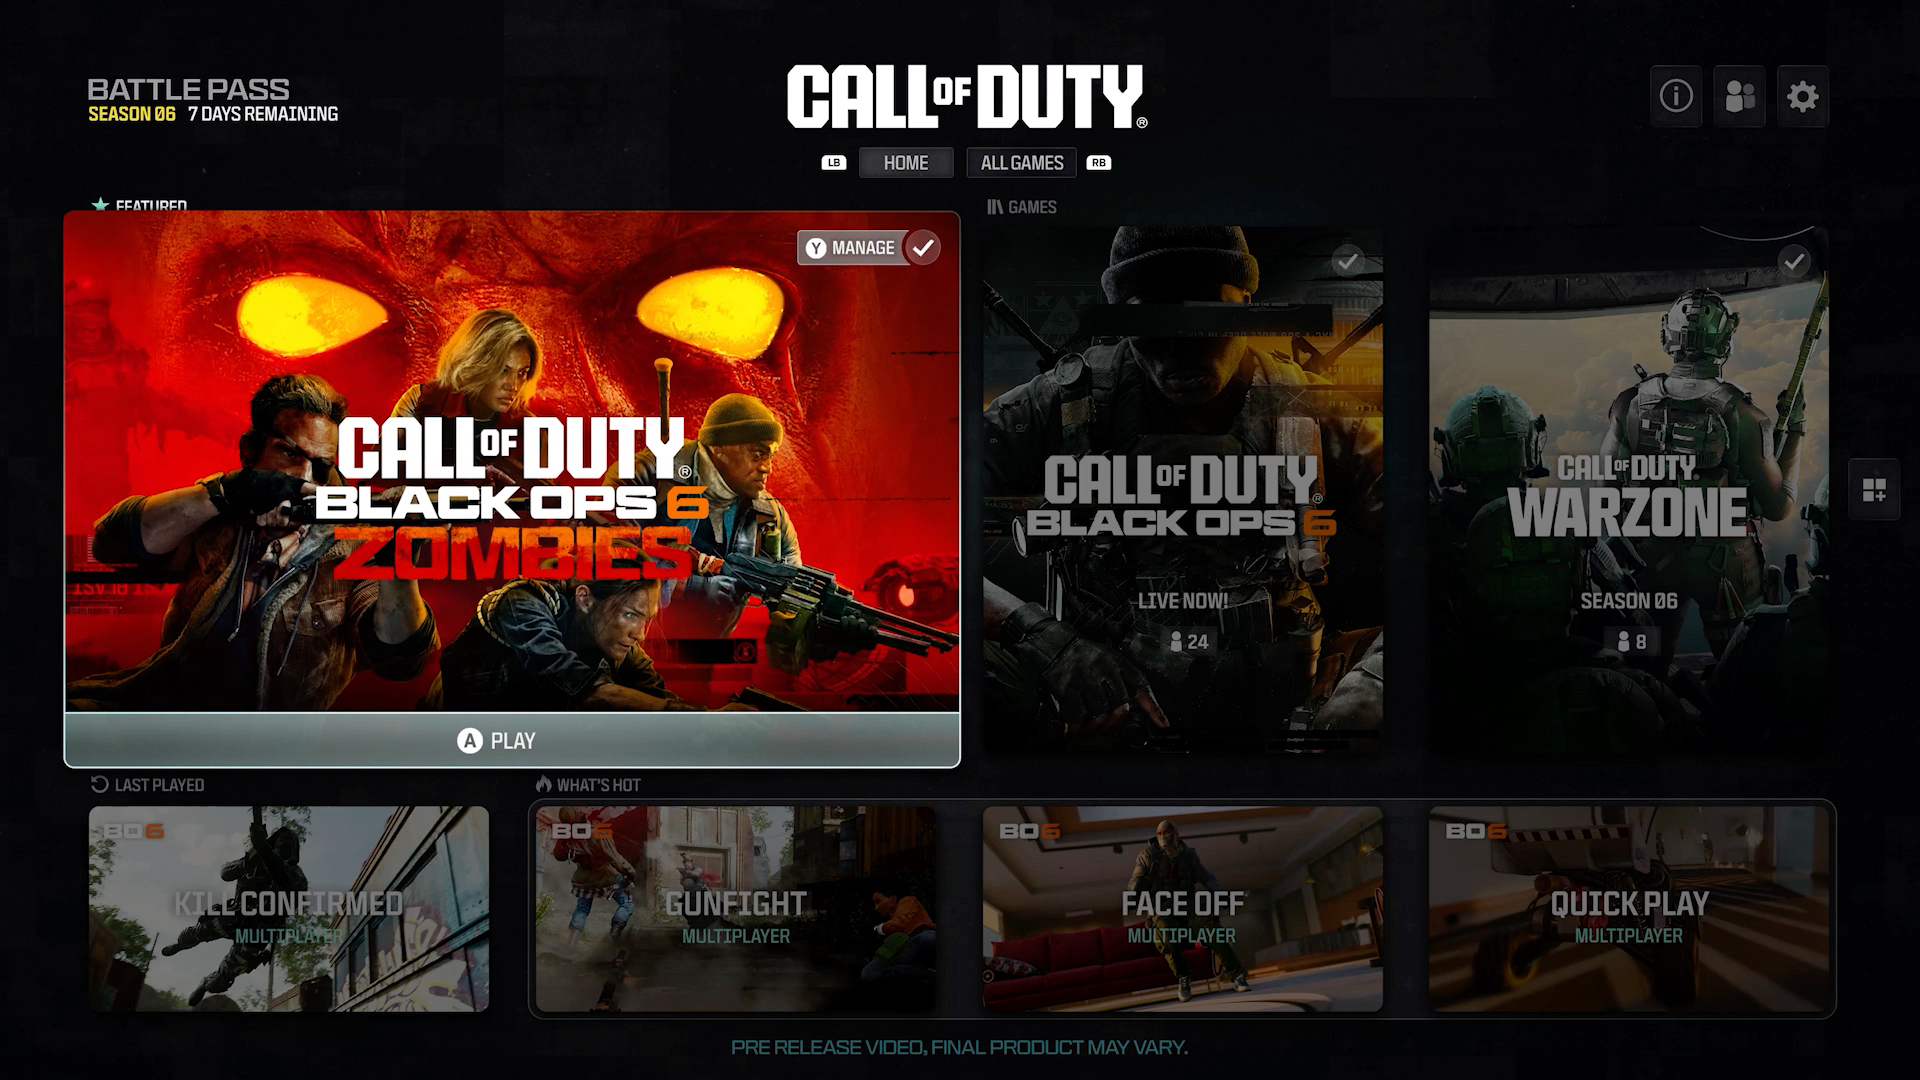 BATTLE PASS
SEASON 06 7 DAYS REMAINING
CALL OF DUTY®
LB HOME ALL GAMES RB
FEATURED
Y MANAGE
CALL OF DUTY®
BLACK OPS 6
ZOMBIES
A PLAY
GAMES
CALL OF DUTY®
BLACK OPS 6
LIVE NOW!
24
CALL OF DUTY
WARZONE
SEASON 06
8
LAST PLAYED
BO6
KILL CONFIRMED
MULTIPLAYER
WHAT'S HOT
BO6
GUNFIGHT
MULTIPLAYER
BO6
FACE OFF
MULTIPLAYER
BO6
QUICK PLAY
MULTIPLAYER
PRE RELEASE VIDEO, FINAL PRODUCT MAY VARY.